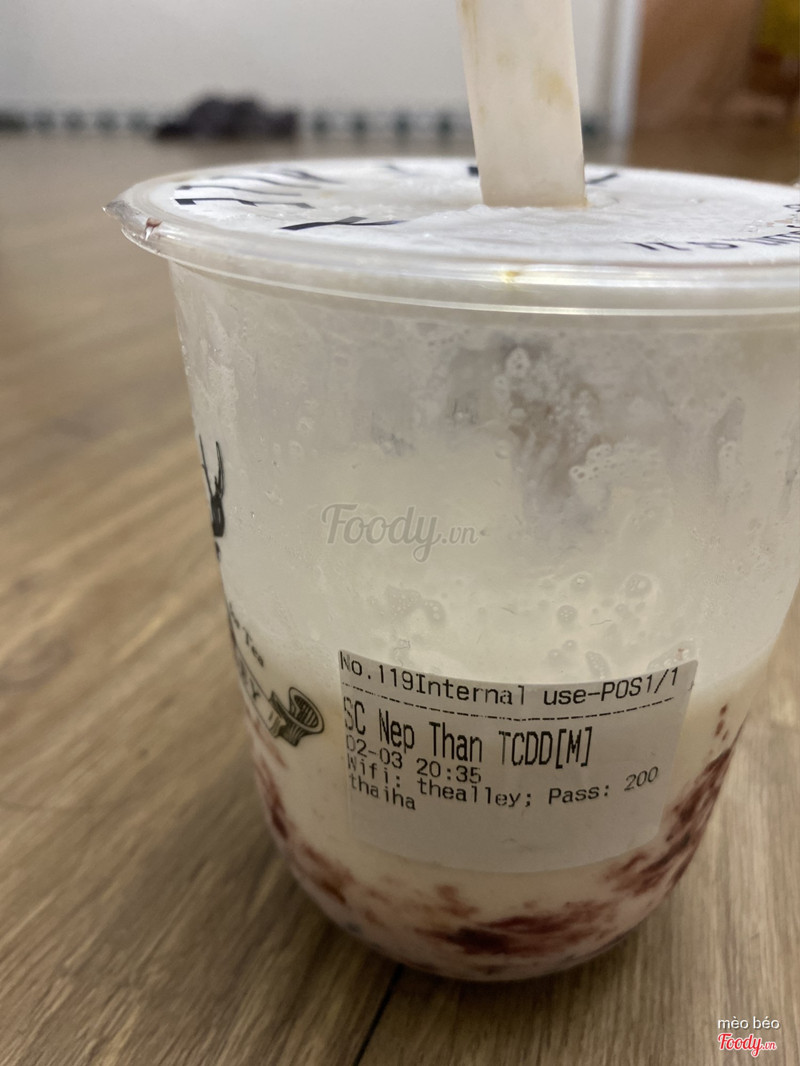 Foody.vn
No.119Internal use-POS1/1
SC Nep Than TCDD[M]
02-03 20:35
Wifi: thealley; Pass: 200
thaiha
mèo béo
Foody.vn